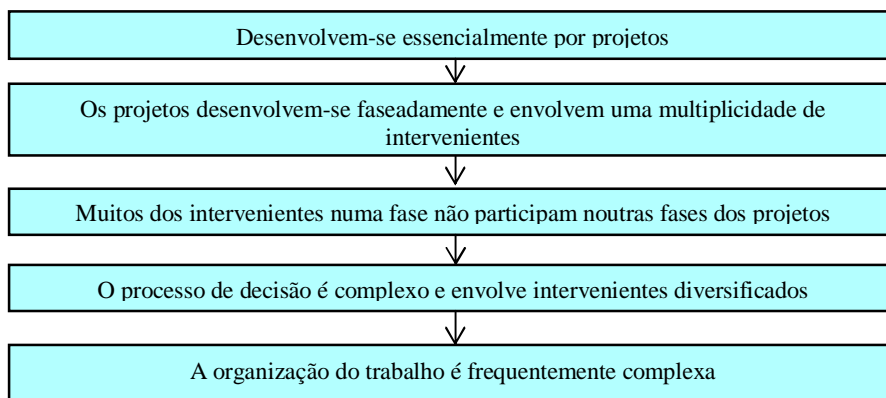 Desenvolvem-se essencialmente por projetos
Os projetos desenvolvem-se faseadamente e envolvem uma multiplicidade de
intervenientes
Muitos dos intervenientes numa fase não participam noutras fases dos projetos
O processo de decisão é complexo e envolve intervenientes diversificados
A organização do trabalho é frequentemente complexa